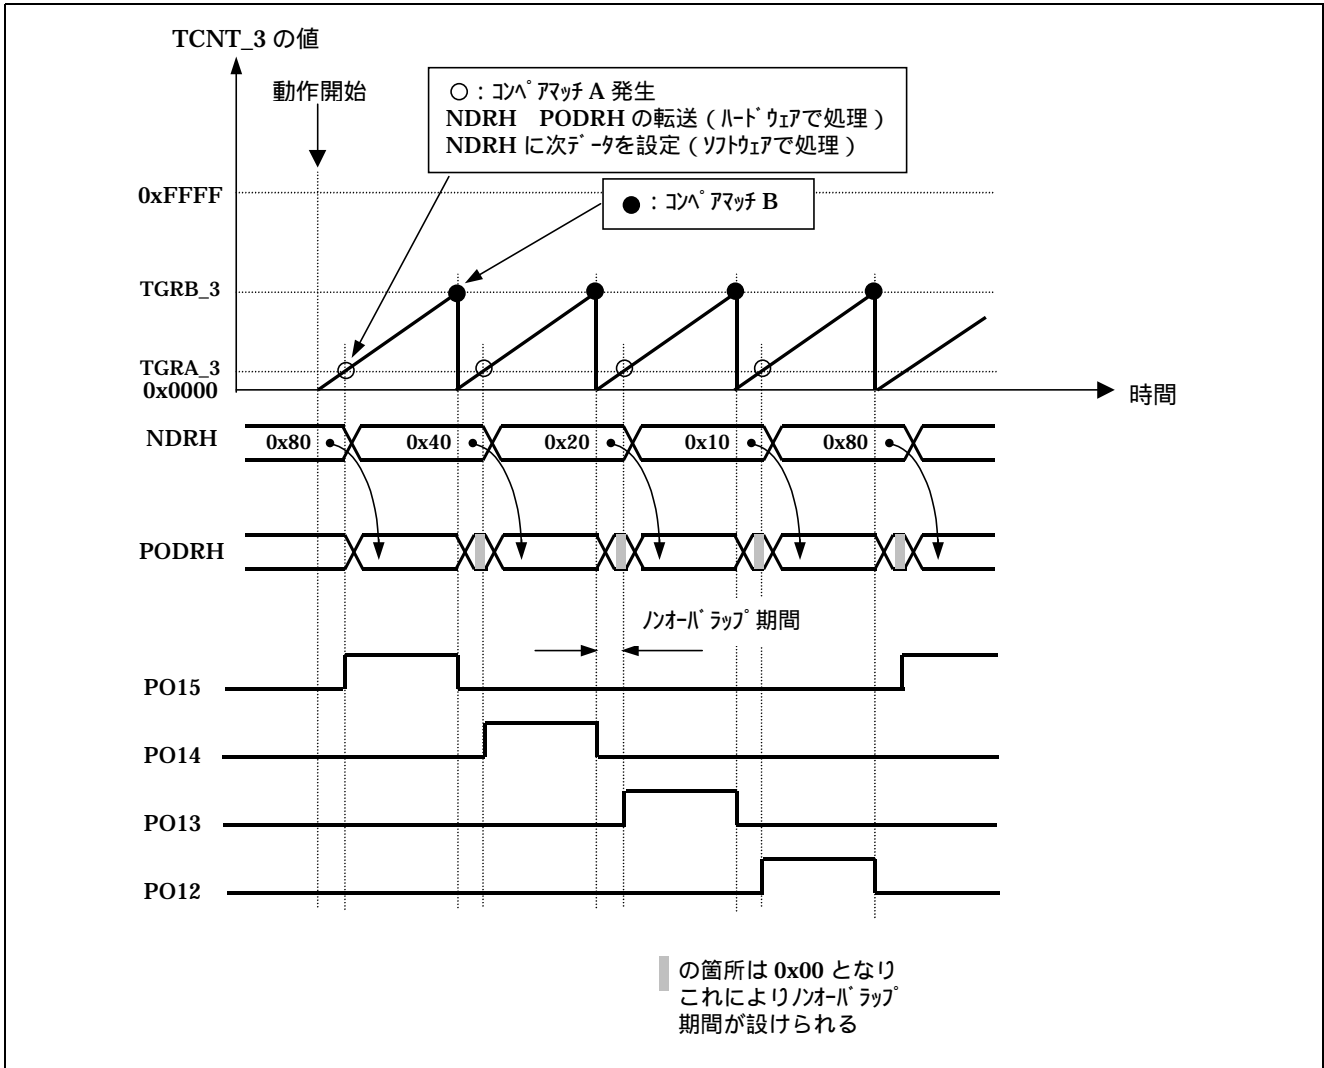 TCNT_3 の値
動作開始
○ : ｺﾝﾍﾟｱﾏｯﾁ A 発生
NDRH PODRH の転送 ( ﾊｰﾄﾞｳｪｱで処理 )
NDRH に次ﾃﾞｰﾀを設定 ( ｿﾌﾄｳｪｱで処理 )
0xFFFF
● : ｺﾝﾍﾟｱﾏｯﾁ B
TGRB_3
TGRA_3
0x0000
時間
NDRH 0x80 0x40 0x20 0x10 0x80
PODRH
ﾉﾝｵｰﾊﾞﾗｯﾌﾟ期間
PO15
PO14
PO13
PO12
の箇所は 0x00 となり
これによりﾉﾝｵｰﾊﾞﾗｯﾌﾟ
期間が設けられる